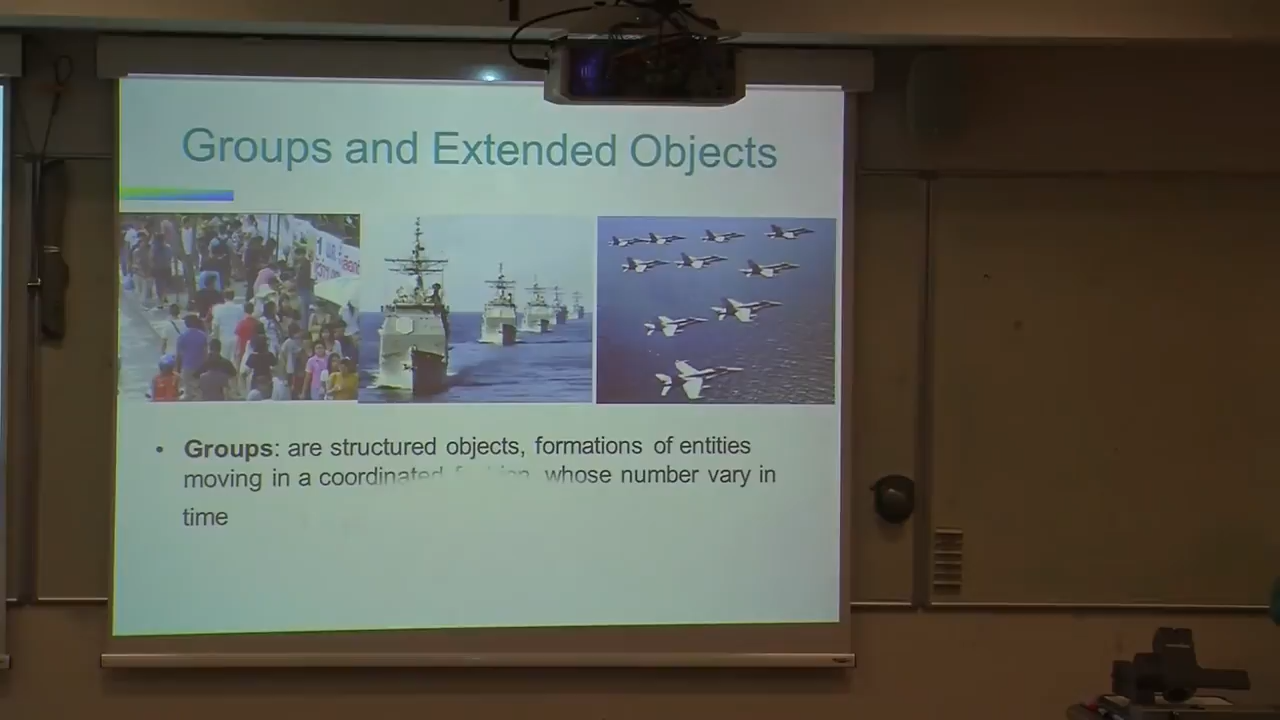 Groups and Extended Objects
• Groups: are structured objects, formations of entities
moving in a coordinated whose number vary in
time